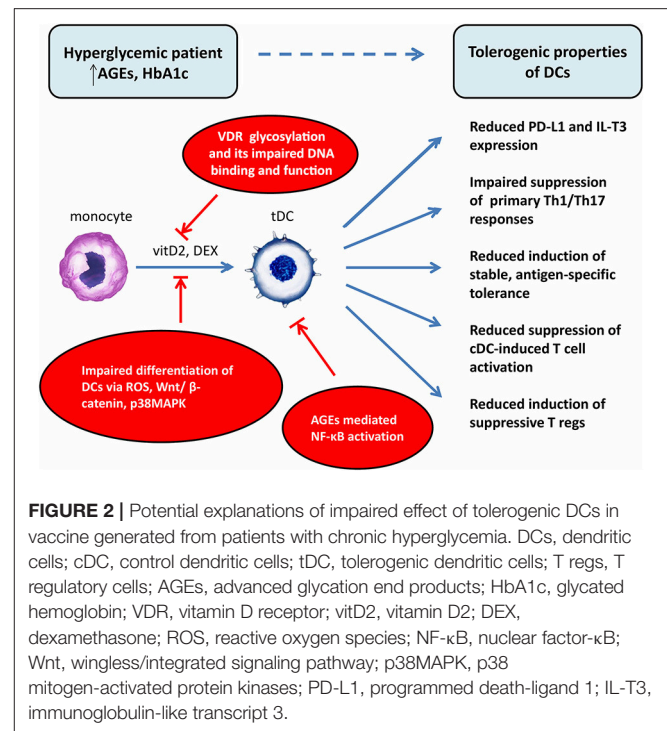 Hyperglycemic patient
↑AGEs, HbA1c
Tolerogenic properties
of DCs
VDR glycosylation
and its impaired DNA
binding and function
monocyte
vitD2, DEX
tDC
Impaired differentiation of
DCs via ROS, Wnt/ β-
catenin, p38MAPK
AGEs mediated
NF-κB activation
Reduced PD-L1 and IL-T3
expression
Impaired suppression
of primary Th1/Th17
responses
Reduced induction of
stable, antigen-specific
tolerance
Reduced suppression of
cDC-induced T cell
activation
Reduced induction of
suppressive T regs
FIGURE 2 | Potential explanations of impaired effect of tolerogenic DCs in
vaccine generated from patients with chronic hyperglycemia. DCs, dendritic
cells; cDC, control dendritic cells; tDC, tolerogenic dendritic cells; T regs, T
regulatory cells; AGEs, advanced glycation end products; HbA1c, glycated
hemoglobin; VDR, vitamin D receptor; vitD2, vitamin D2; DEX,
dexamethasone; ROS, reactive oxygen species; NF-κB, nuclear factor-κB;
Wnt, wingless/integrated signaling pathway; p38MAPK, p38
mitogen-activated protein kinases; PD-L1, programmed death-ligand 1; IL-T3,
immunoglobulin-like transcript 3.